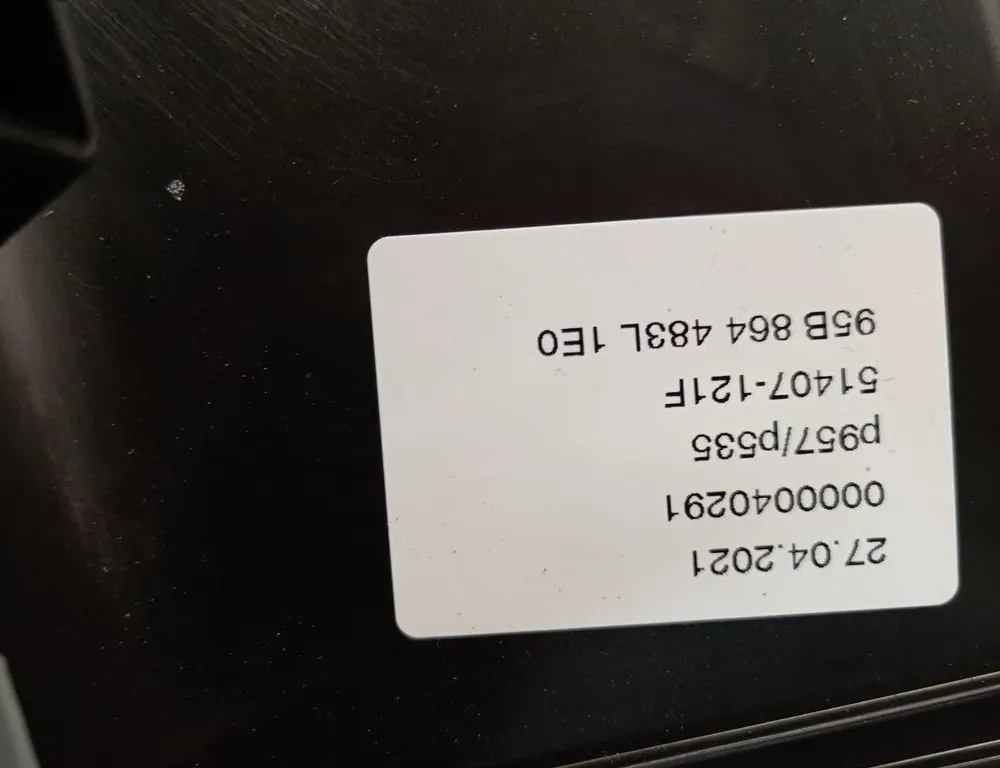 27.04.2021
0000040291
p957/p535
51407-121F
95B 864 483L 1E0